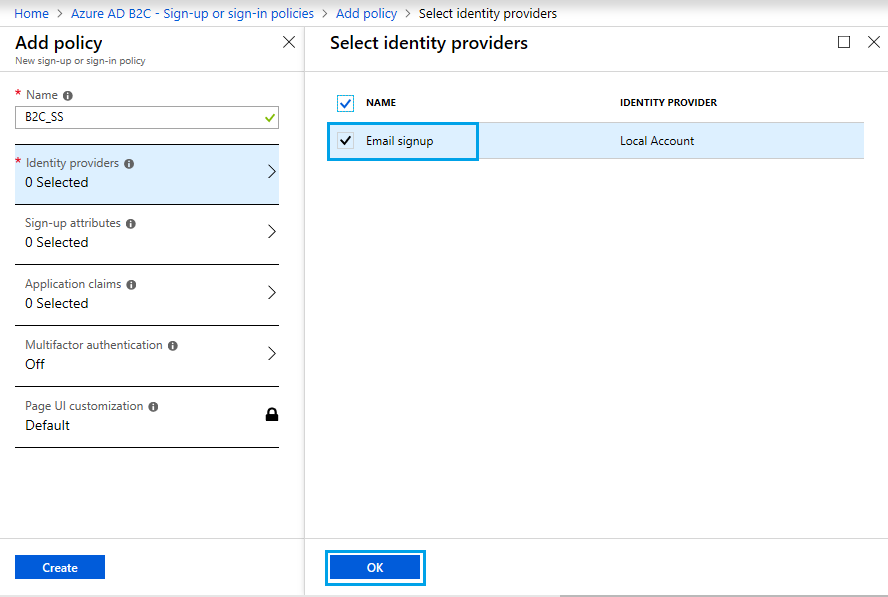 Home > Azure AD B2C - Sign-up or sign-in policies > Add policy > Select identity providers
Add policy
New sign-up or sign-in policy
* Name
B2C_SS
* Identity providers
0 Selected
Sign-up attributes
0 Selected
Application claims
0 Selected
Multifactor authentication
Off
Page UI customization
Default
Create
Select identity providers
NAME IDENTITY PROVIDER
Email signup Local Account
OK